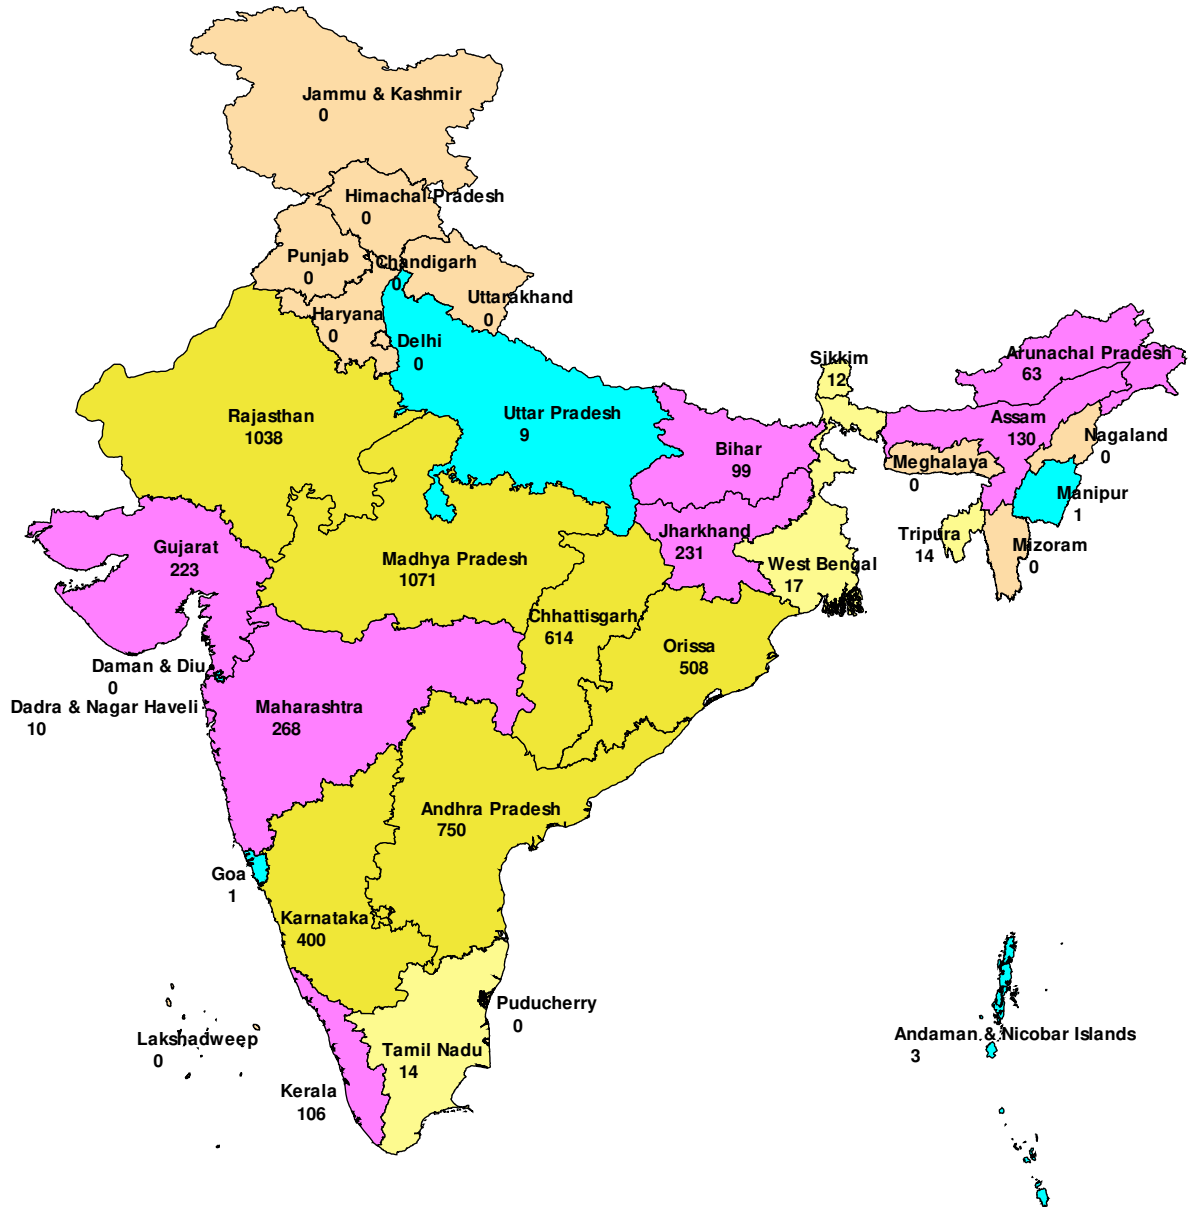 Jammu & Kashmir
0
Himachal Pradesh
0
Punjab
0
Chandigarh
0
Uttarakhand
0
Haryana
0
Delhi
0
Sikkim
12
Arunachal Pradesh
63
Rajasthan
1038
Uttar Pradesh
9
Assam
130
Nagaland
0
Bihar
99
Meghalaya
0
Manipur
1
Jharkhand
231
Tripura
14
Mizoram
0
Gujarat
223
Madhya Pradesh
1071
West Bengal
17
Chhattisgarh
614
Orissa
508
Daman & Diu
0
Dadra & Nagar Haveli
10
Maharashtra
268
Andhra Pradesh
750
Goa
1
Karnataka
400
Puducherry
0
Lakshadweep
0
Andaman & Nicobar Islands
3
Tamil Nadu
14
Kerala
106